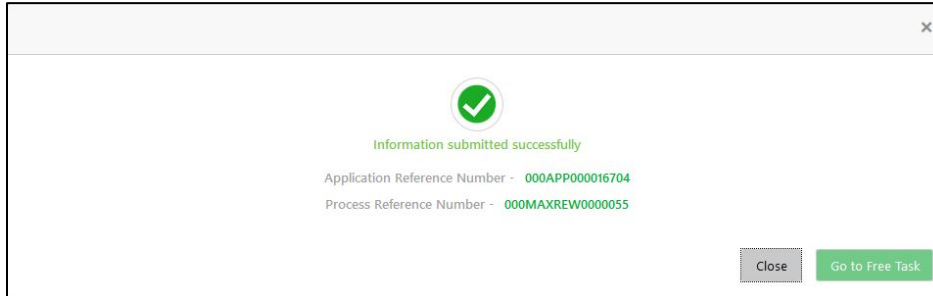 ×
Information submitted successfully
Application Reference Number - 000APP000016704
Process Reference Number - 000MAXREW0000055
Close Go to Free Task